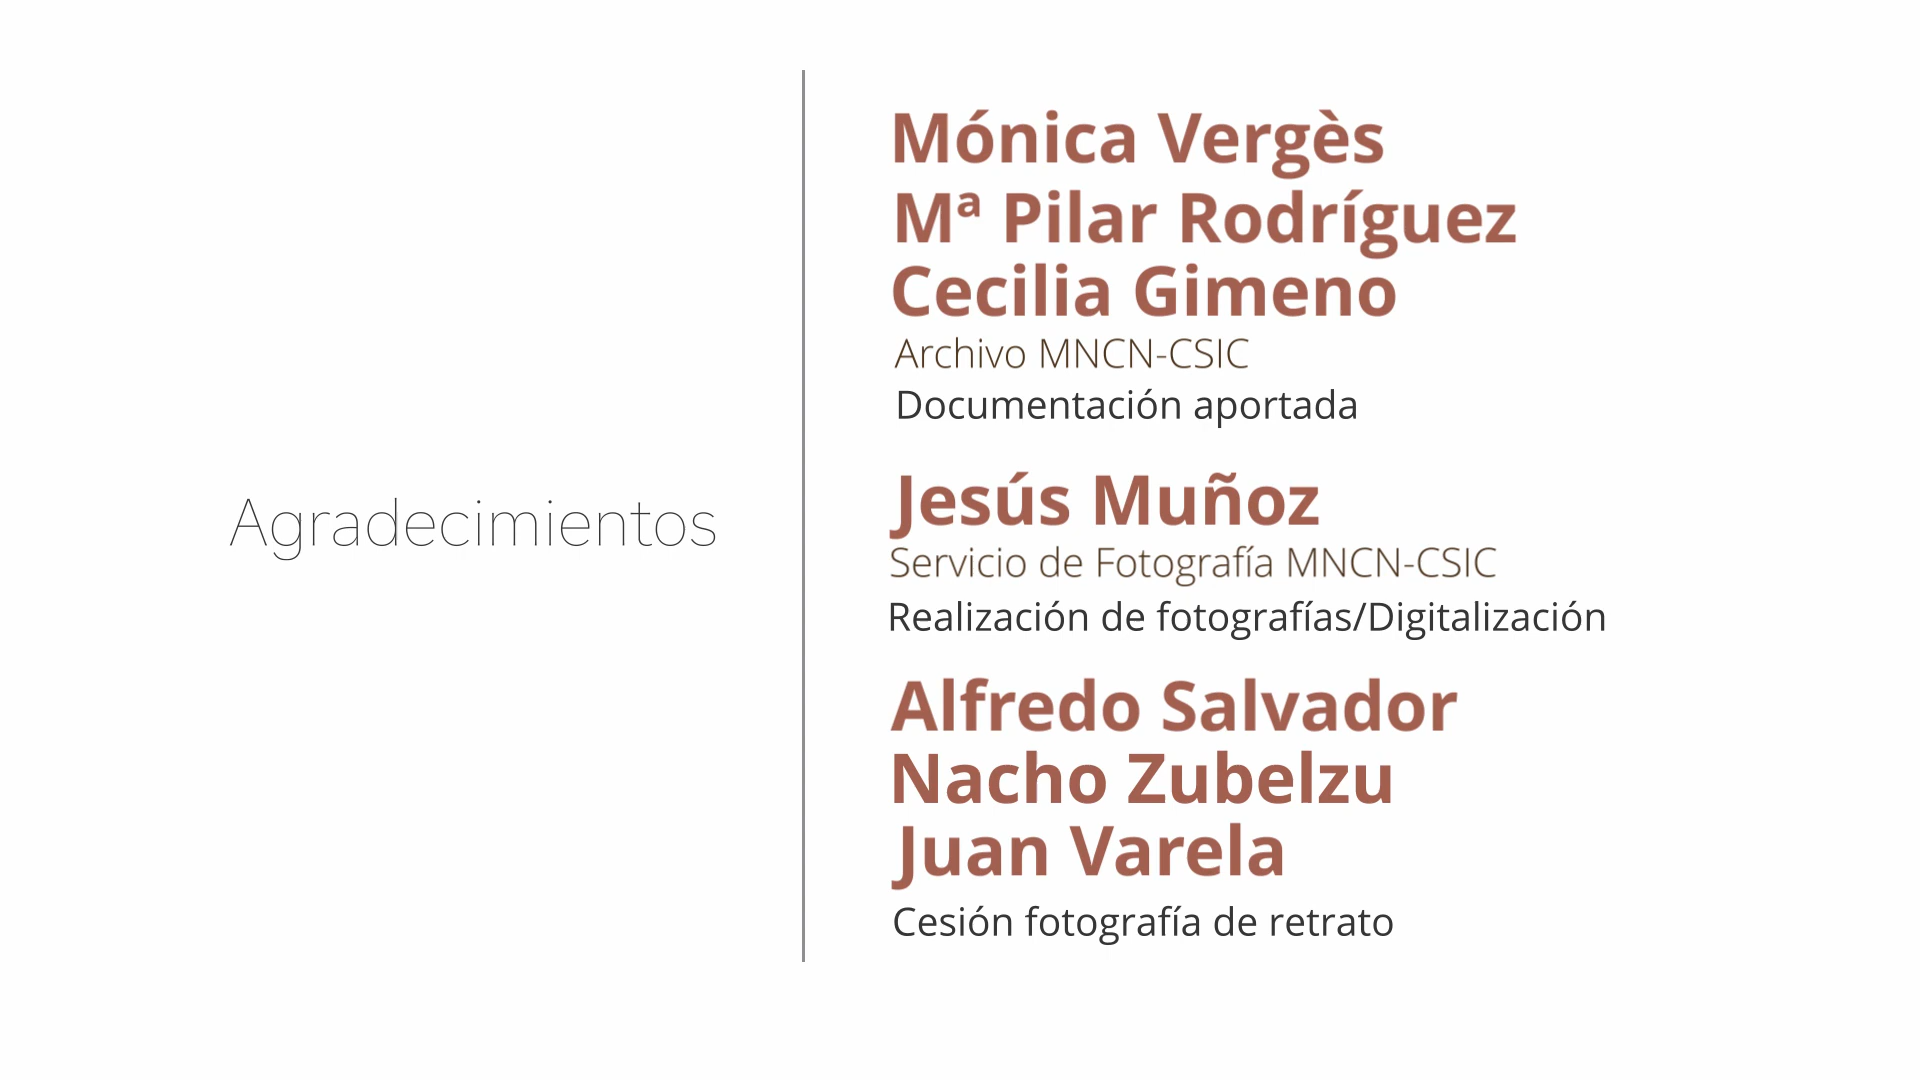 Agradecimientos
Mónica Vergès
Mª Pilar Rodríguez
Cecilia Gimeno
Archivo MNCN-CSIC
Documentación aportada
Jesús Muñoz
Servicio de Fotografía MNCN-CSIC
Realización de fotografías/Digitalización
Alfredo Salvador
Nacho Zubelzu
Juan Varela
Cesión fotografía de retrato